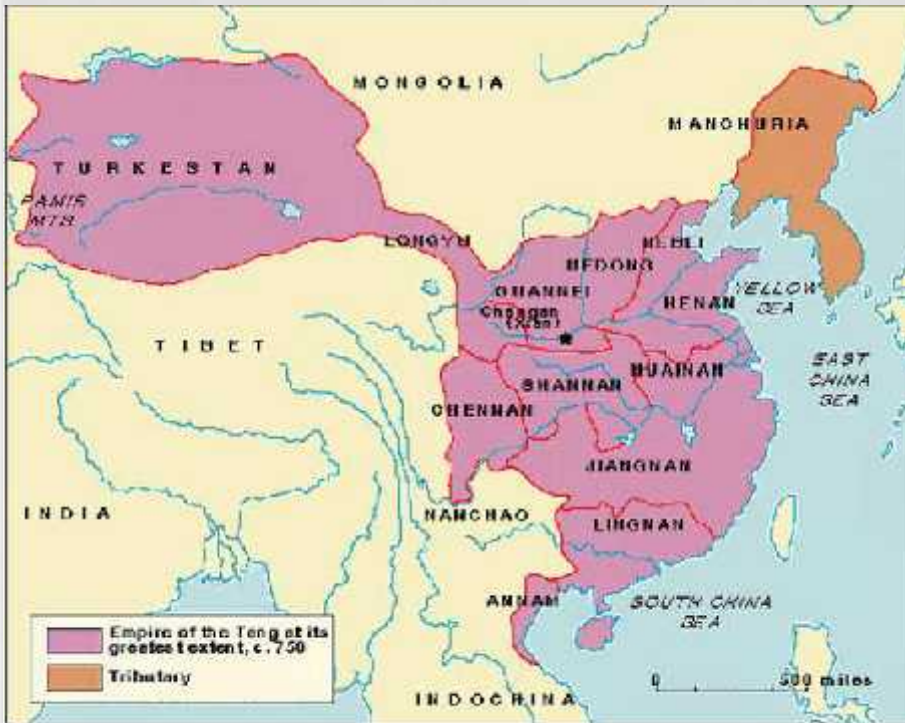 MONGOLIA
MANCHURIA
TURKESTAN
PAMIR
MTS
LONGYU
HEBEI
HEDONG
GUANNEI
HENAN
YELLOW
SEA
Changan
(Xi'an)
TIBET
SHANNAN
HUAINAN
EAST
CHINA
SEA
CHENNAN
JIANGNAN
INDIA
NANCHAO
LINGNAN
ANNAM
SOUTH CHINA
SEA
Empire of the Tang at its
greatest extent, c. 750
Tributary
0 500 miles
INDOCHINA